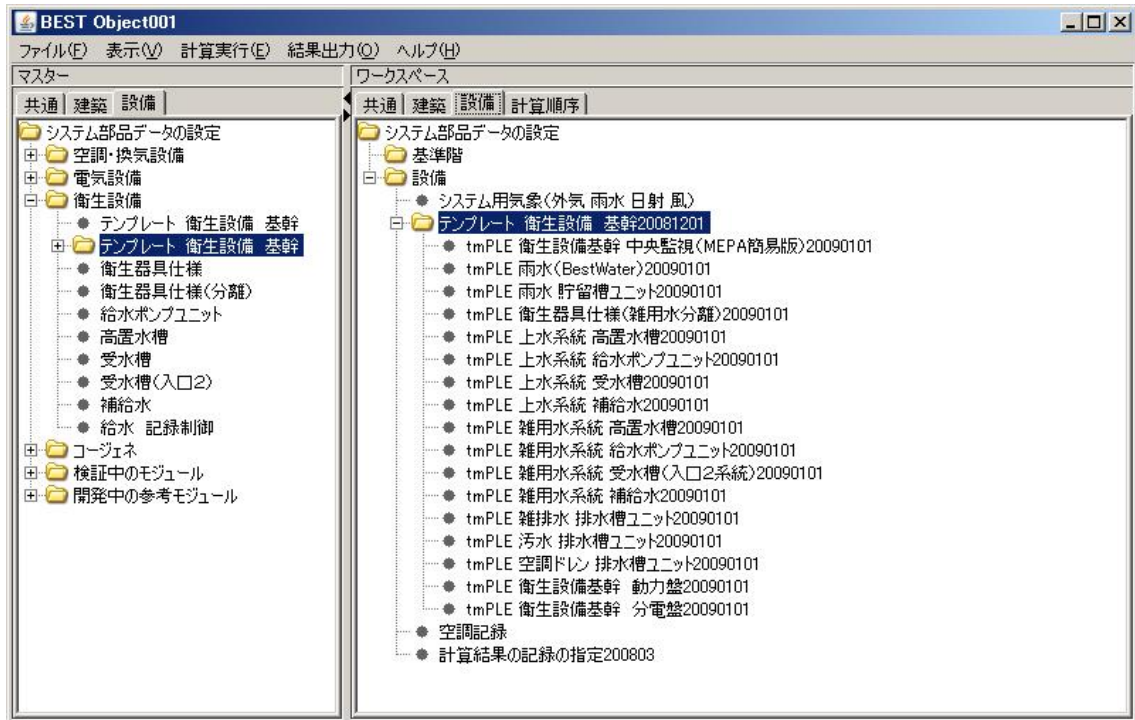 BEST Object001
ファイル(F) 表示(V) 計算実行(E) 結果出力(O) ヘルプ(H)
マスター
共通 建築 設備
システム部品データの設定
空調・換気設備
電気設備
衛生設備
テンプレート 衛生設備 基幹
テンプレート 衛生設備 基幹
衛生器具仕様
衛生器具仕様(分離)
給水ポンプユニット
高置水槽
受水槽
受水槽(入口2)
補給水
給水 記録制御
コージェネ
検証中のモジュール
開発中の参考モジュール
ワークスペース
共通 建築 設備 計算順序
システム部品データの設定
基準階
設備
システム用気象(外気 雨水 日射 風)
テンプレート 衛生設備 基幹20081201
tmPLE 衛生設備基幹 中央監視(MEPA簡易版)20090101
tmPLE 雨水(BestWater)20090101
tmPLE 雨水 貯留槽ユニット20090101
tmPLE 衛生器具仕様(雑用水分離)20090101
tmPLE 上水系統 高置水槽20090101
tmPLE 上水系統 給水ポンプユニット20090101
tmPLE 上水系統 受水槽20090101
tmPLE 上水系統 補給水20090101
tmPLE 雑用水系統 高置水槽20090101
tmPLE 雑用水系統 給水ポンプユニット20090101
tmPLE 雑用水系統 受水槽(入口2系統)20090101
tmPLE 雑用水系統 補給水20090101
tmPLE 雑排水 排水槽ユニット20090101
tmPLE 汚水 排水槽ユニット20090101
tmPLE 空調ドレン 排水槽ユニット20090101
tmPLE 衛生設備基幹 動力盤20090101
tmPLE 衛生設備基幹 分電盤20090101
空調記録
計算結果の記録の指定200803